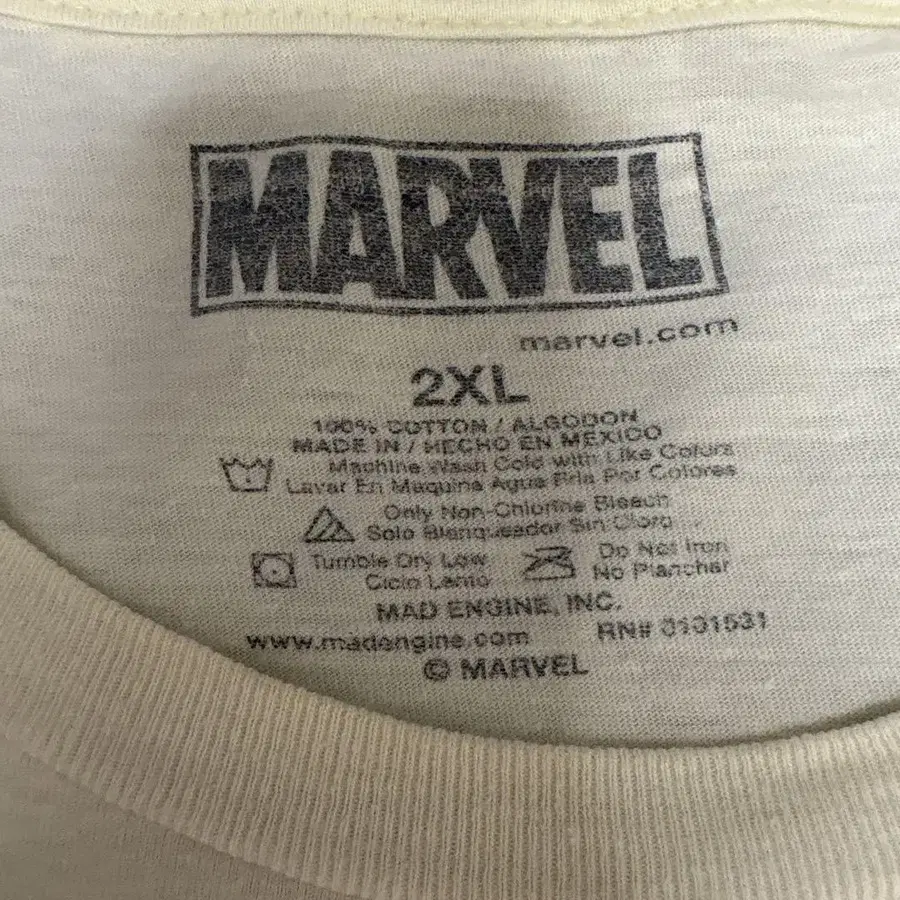 MARVEL
marvel.com
2XL
100% COTTON / ALGODON
MADE IN / HECHO EN MEXICO
Machine Wash Cold with Like Colors
Lavar En Maquina Agua Fria Por Colores
Only Non-Chlorine Bleach
Solo Blanqueador Sin Cloro
Tumble Dry Low
Ciclo Lento
Do Not Iron
No Planchar
MAD ENGINE, INC.
www.madengine.com RN# 0131531
© MARVEL